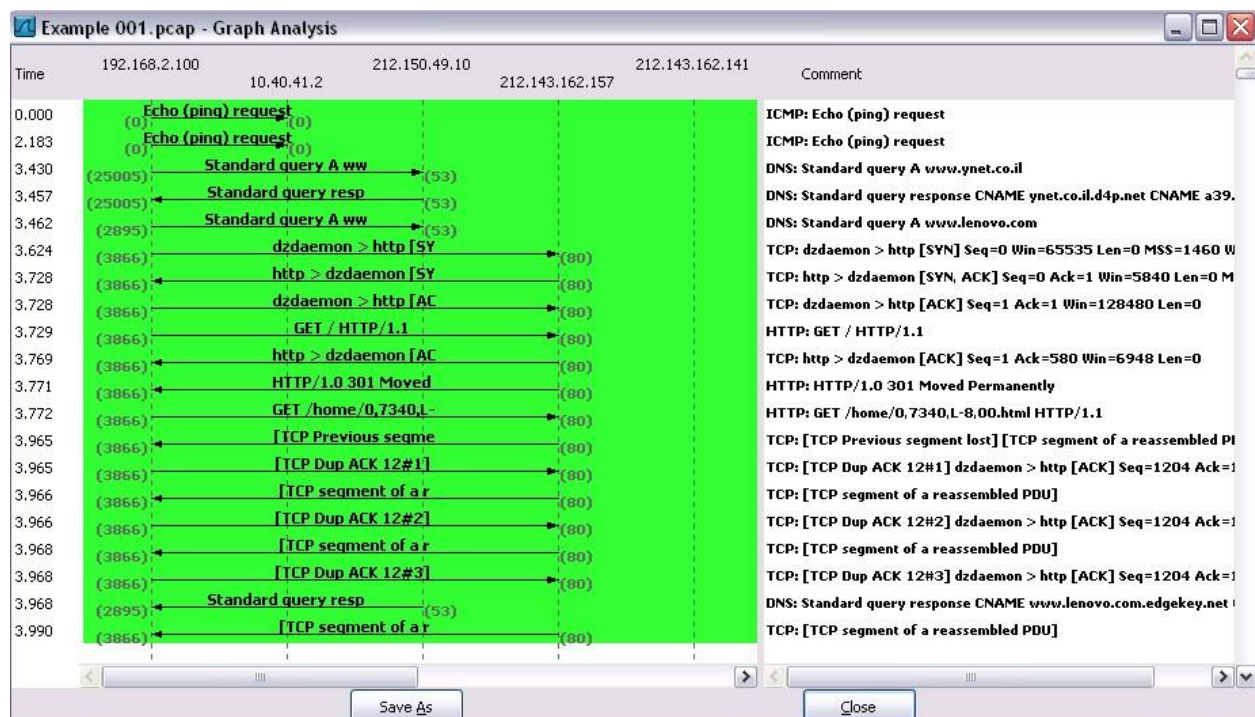 Example 001.pcap - Graph Analysis
Time 192.168.2.100 10.40.41.2 212.150.49.10 212.143.162.157 212.143.162.141 Comment
0.000 Echo (ping) request (0) (0) ICMP: Echo (ping) request
2.183 Echo (ping) request (0) (0) ICMP: Echo (ping) request
3.430 Standard query A ww (25005) (53) DNS: Standard query A www.ynet.co.il
3.457 Standard query resp (25005) (53) DNS: Standard query response CNAME ynet.co.il.d4p.net CNAME a39.
3.462 Standard query A ww (2895) (53) DNS: Standard query A www.lenovo.com
3.624 dzdaemon > http [SY (3866) (80) TCP: dzdaemon > http [SYN] Seq=0 Win=65535 Len=0 MSS=1460 W
3.728 http > dzdaemon [SY (3866) (80) TCP: http > dzdaemon [SYN, ACK] Seq=0 Ack=1 Win=5840 Len=0 M
3.728 dzdaemon > http [AC (3866) (80) TCP: dzdaemon > http [ACK] Seq=1 Ack=1 Win=128480 Len=0
3.729 GET / HTTP/1.1 (3866) (80) HTTP: GET / HTTP/1.1
3.769 http > dzdaemon [AC (3866) (80) TCP: http > dzdaemon [ACK] Seq=1 Ack=580 Win=6948 Len=0
3.771 HTTP/1.0 301 Moved (3866) (80) HTTP: HTTP/1.0 301 Moved Permanently
3.772 GET /home/0,7340,L- (3866) (80) HTTP: GET /home/0,7340,L-8,00.html HTTP/1.1
3.965 [TCP Previous segme (3866) (80) TCP: [TCP Previous segment lost] [TCP segment of a reassembled PD
3.965 [TCP Dup ACK 12#1] (3866) (80) TCP: [TCP Dup ACK 12#1] dzdaemon > http [ACK] Seq=1204 Ack=1
3.966 [TCP segment of a r (3866) (80) TCP: [TCP segment of a reassembled PDU]
3.966 [TCP Dup ACK 12#2] (3866) (80) TCP: [TCP Dup ACK 12#2] dzdaemon > http [ACK] Seq=1204 Ack=1
3.968 [TCP segment of a r (3866) (80) TCP: [TCP segment of a reassembled PDU]
3.968 [TCP Dup ACK 12#3] (3866) (80) TCP: [TCP Dup ACK 12#3] dzdaemon > http [ACK] Seq=1204 Ack=1
3.968 Standard query resp (2895) (53) DNS: Standard query response CNAME www.lenovo.com.edgekey.net
3.990 [TCP segment of a r (3866) (80) TCP: [TCP segment of a reassembled PDU]
Save As Close